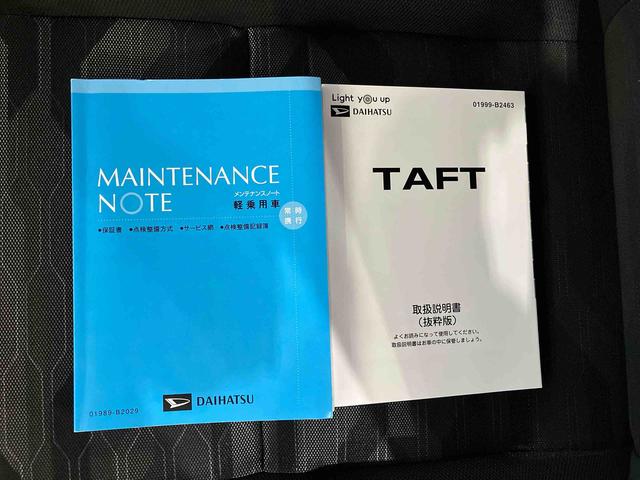 MAINTENANCE
NOTE
メンテナンスノート
軽乗用車
常時
携行
●保証書 ●点検整備方式 ●サービス網 ●点検整備記録簿
01989-B2029
DAIHATSU
Light you up
DAIHATSU
01999-B2463
TAFT
取扱説明書
(抜粋版)
よくお読みになって使用してください。
取扱説明書はお車の中に保管しましょう。